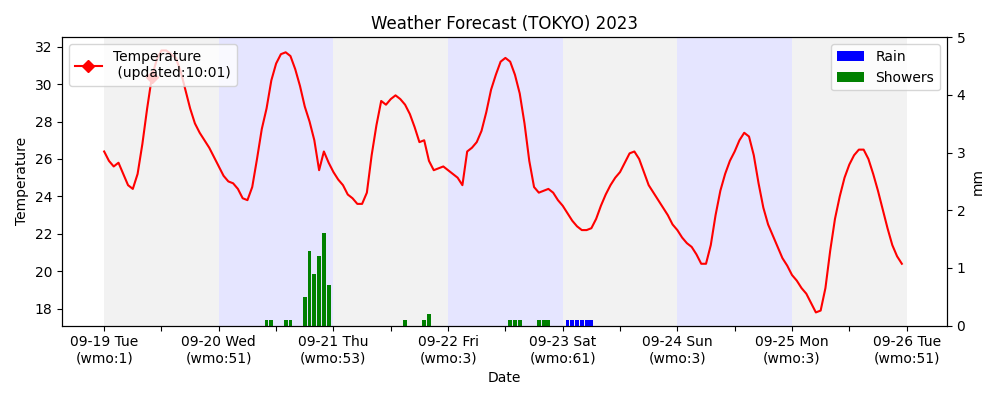 Weather Forecast (TOKYO) 2023
Temperature
(updated:10:01)
Rain
Showers
Temperature
32
30
28
26
24
22
20
18
5
4
3
2
1
0
mm
09-19 Tue
(wmo:1)
09-20 Wed
(wmo:51)
09-21 Thu
(wmo:53)
09-22 Fri
(wmo:3)
09-23 Sat
(wmo:61)
09-24 Sun
(wmo:3)
09-25 Mon
(wmo:3)
09-26 Tue
(wmo:51)
Date